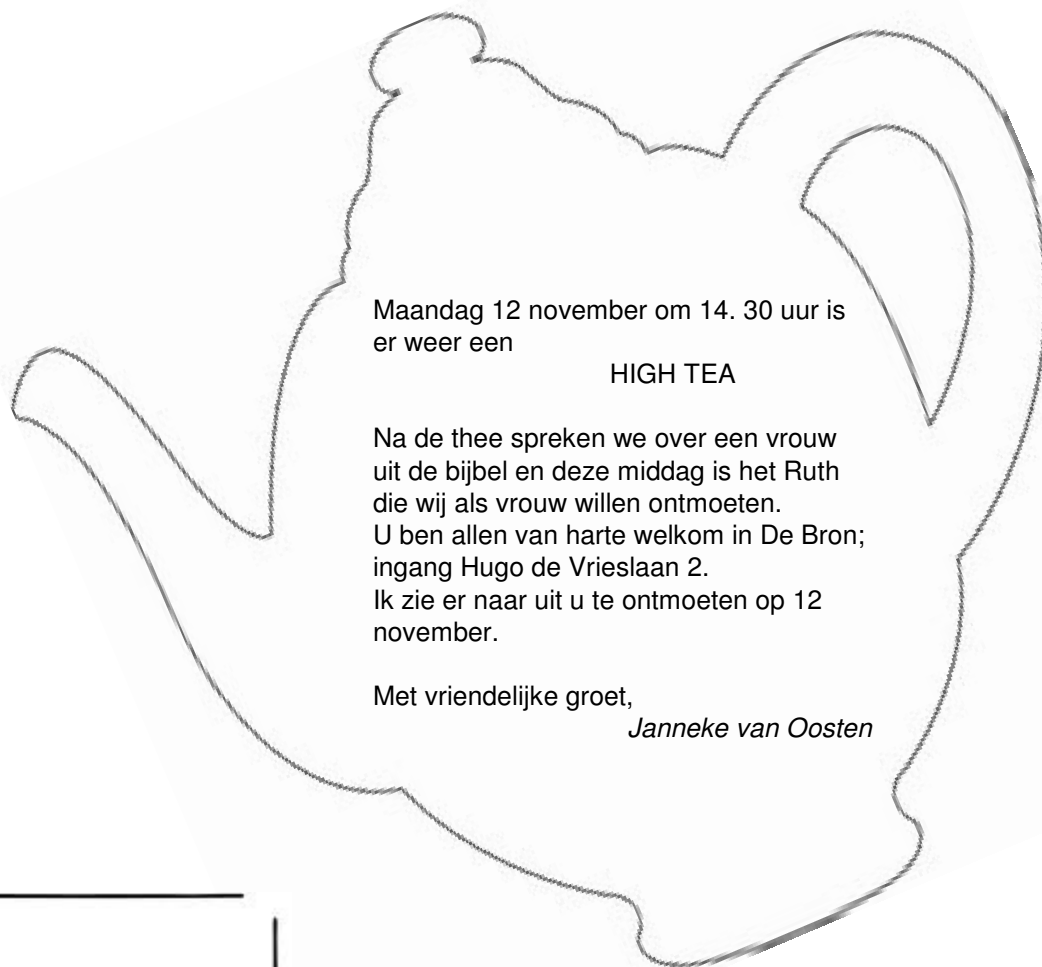 Maandag 12 november om 14. 30 uur is
er weer een
HIGH TEA
Na de thee spreken we over een vrouw
uit de bijbel en deze middag is het Ruth
die wij als vrouw willen ontmoeten.
U ben allen van harte welkom in De Bron;
ingang Hugo de Vrieslaan 2.
Ik zie er naar uit u te ontmoeten op 12
november.
Met vriendelijke groet,
Janneke van Oosten